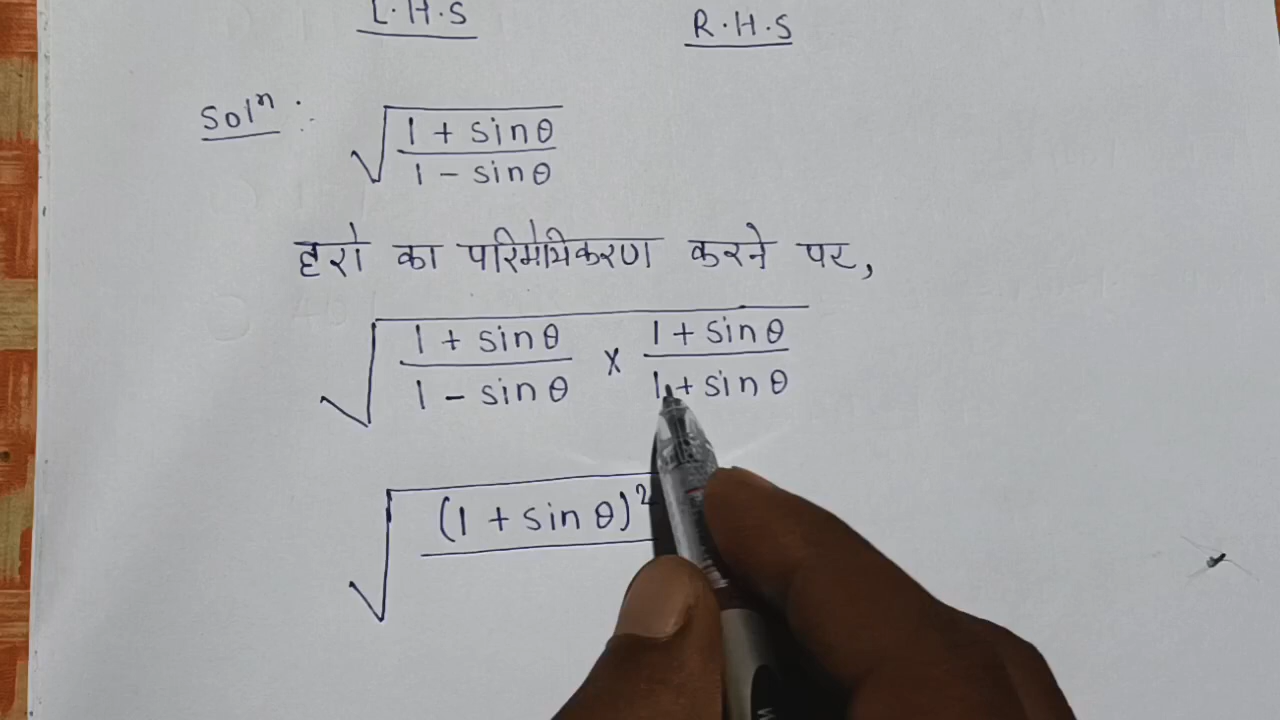 L.H.S R.H.S
Solⁿ :
√((1 + sinθ)/(1 - sinθ))
हरो का परिमेयिकरण करने पर,
√((1 + sinθ)/(1 - sinθ) × (1 + sinθ)/(1 + sinθ))
√((1 + sin θ)²